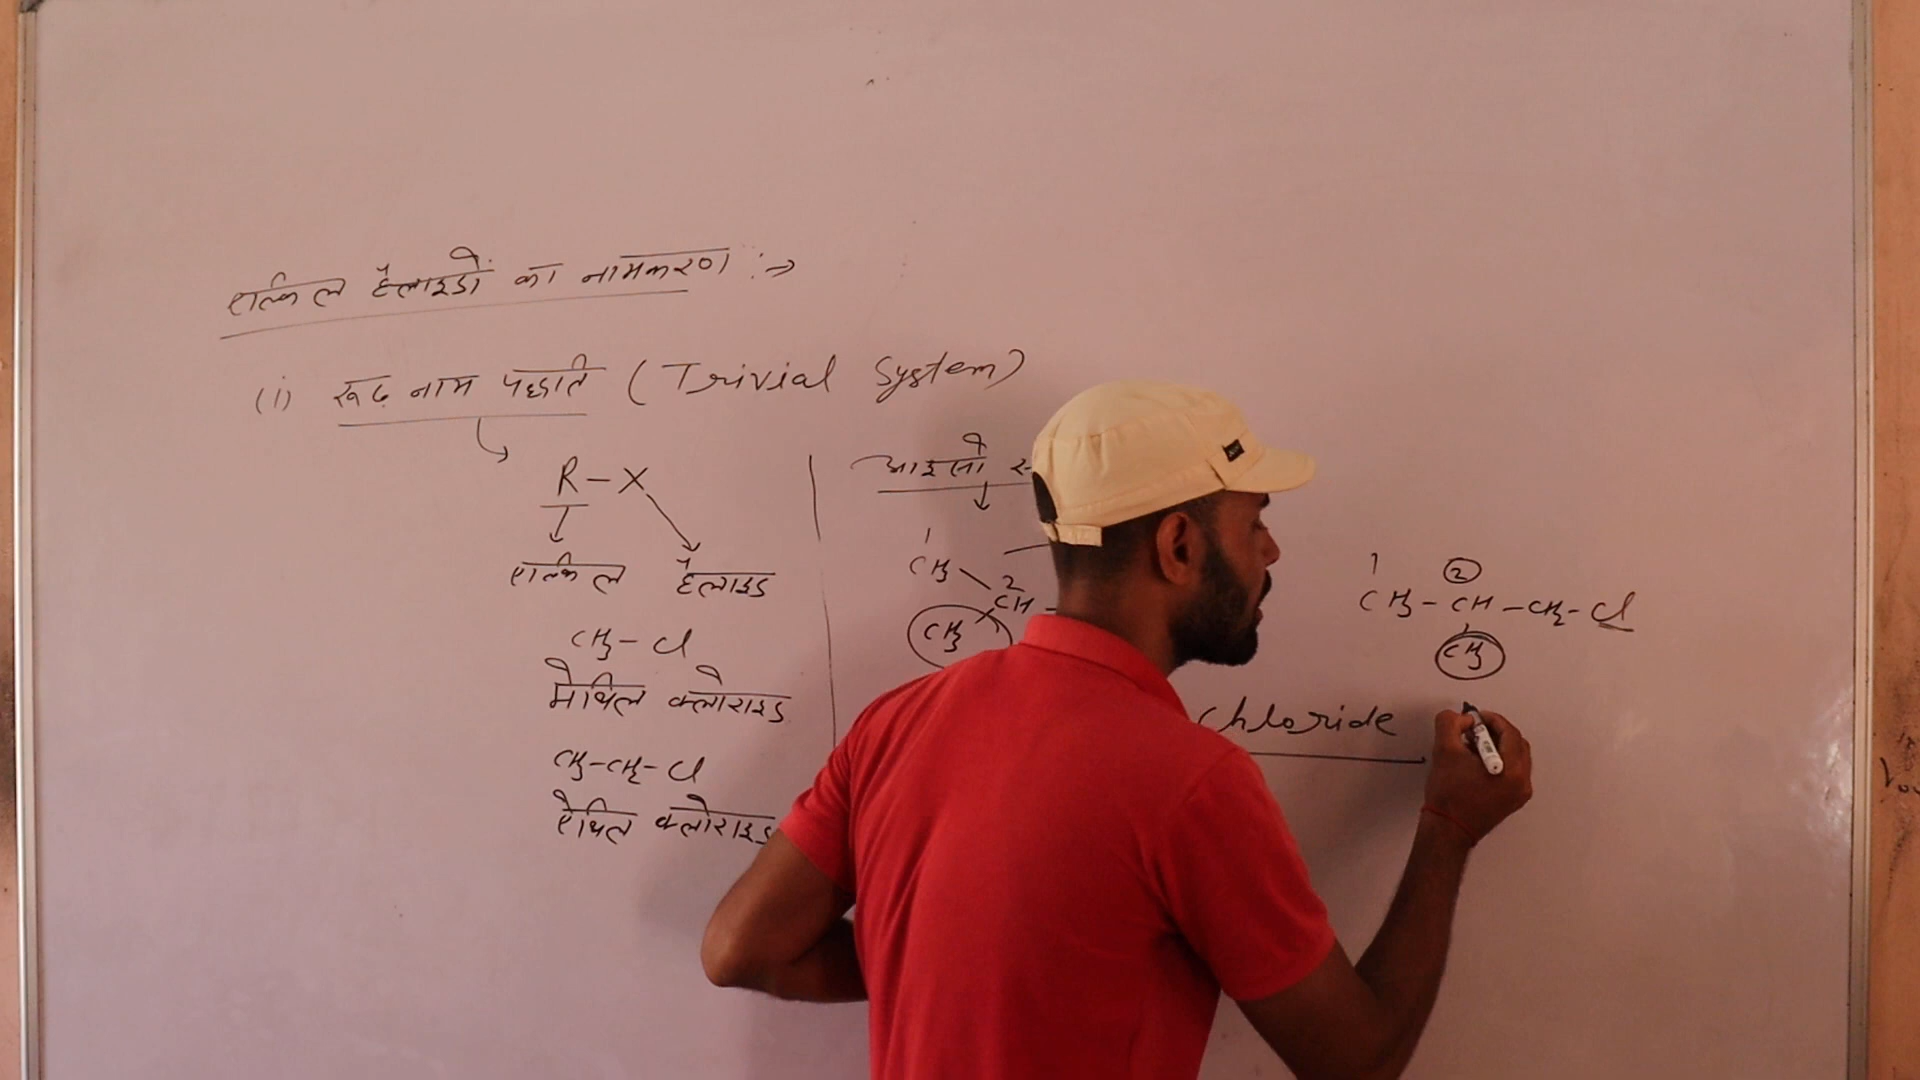 एल्किल हैलाइडों का नामकरण :→
(i) रूढ़ नाम पद्धति (Trivial System)
R – X
एल्किल हैलाइड
CH3 – Cl
मेथिल क्लोराइड
CH3–CH2–Cl
ऐथिल क्लोराइड
आइसो
1
CH3
2
CH
CH3
1 2
CH3 – CH – CH2 – Cl
CH3
chloride